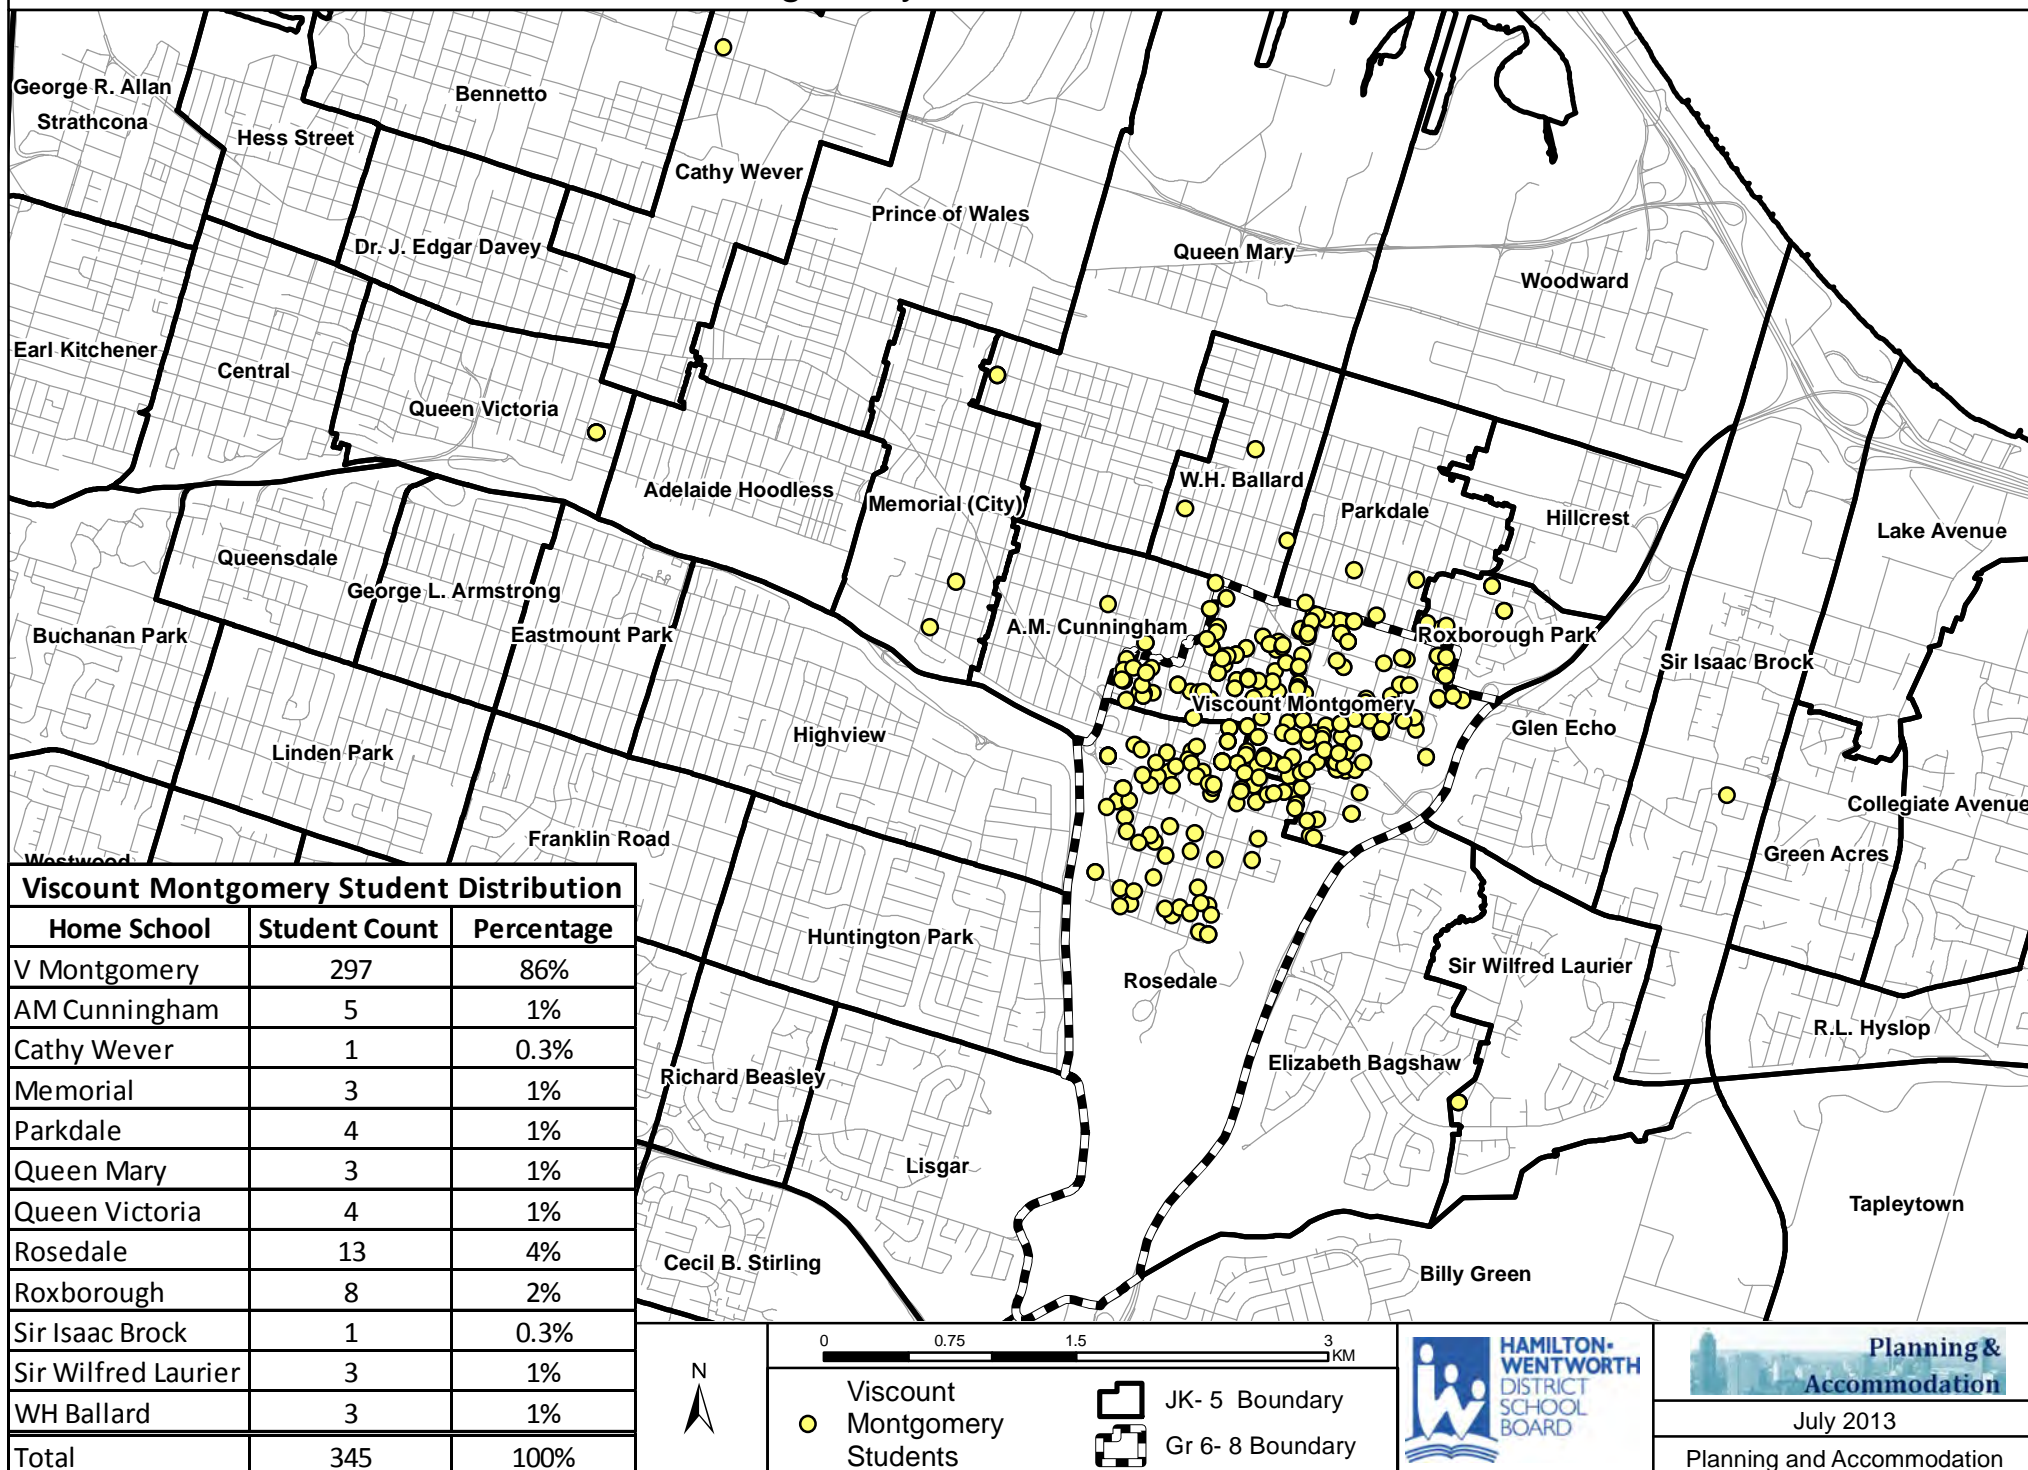 George R. Allan
Strathcona
Hess Street
Bennetto
Cathy Wever
Prince of Wales
Dr. J. Edgar Davey
Queen Mary
Woodward
Earl Kitchener
Central
Queen Victoria
Adelaide Hoodless
Memorial (City)
W.H. Ballard
Parkdale
Hillcrest
Lake Avenue
Queensdale
George L. Armstrong
Buchanan Park
Eastmount Park
A.M. Cunningham
Roxborough Park
Sir Isaac Brock
Viscount Montgomery
Glen Echo
Linden Park
Highview
Collegiate Avenue
Franklin Road
Green Acres
Westwood
Huntington Park
Rosedale
Sir Wilfred Laurier
R.L. Hyslop
Elizabeth Bagshaw
Richard Beasley
Lisgar
Tapleytown
Cecil B. Stirling
Billy Green
Viscount Montgomery Student Distribution
Home School Student Count Percentage
V Montgomery 297 86%
AM Cunningham 5 1%
Cathy Wever 1 0.3%
Memorial 3 1%
Parkdale 4 1%
Queen Mary 3 1%
Queen Victoria 4 1%
Rosedale 13 4%
Roxborough 8 2%
Sir Isaac Brock 1 0.3%
Sir Wilfred Laurier 3 1%
WH Ballard 3 1%
Total 345 100%
N
0 0.75 1.5 3
KM
Viscount
Montgomery
Students
JK- 5 Boundary
Gr 6- 8 Boundary
HAMILTON-
WENTWORTH
DISTRICT
SCHOOL
BOARD
Planning &
Accommodation
July 2013
Planning and Accommodation